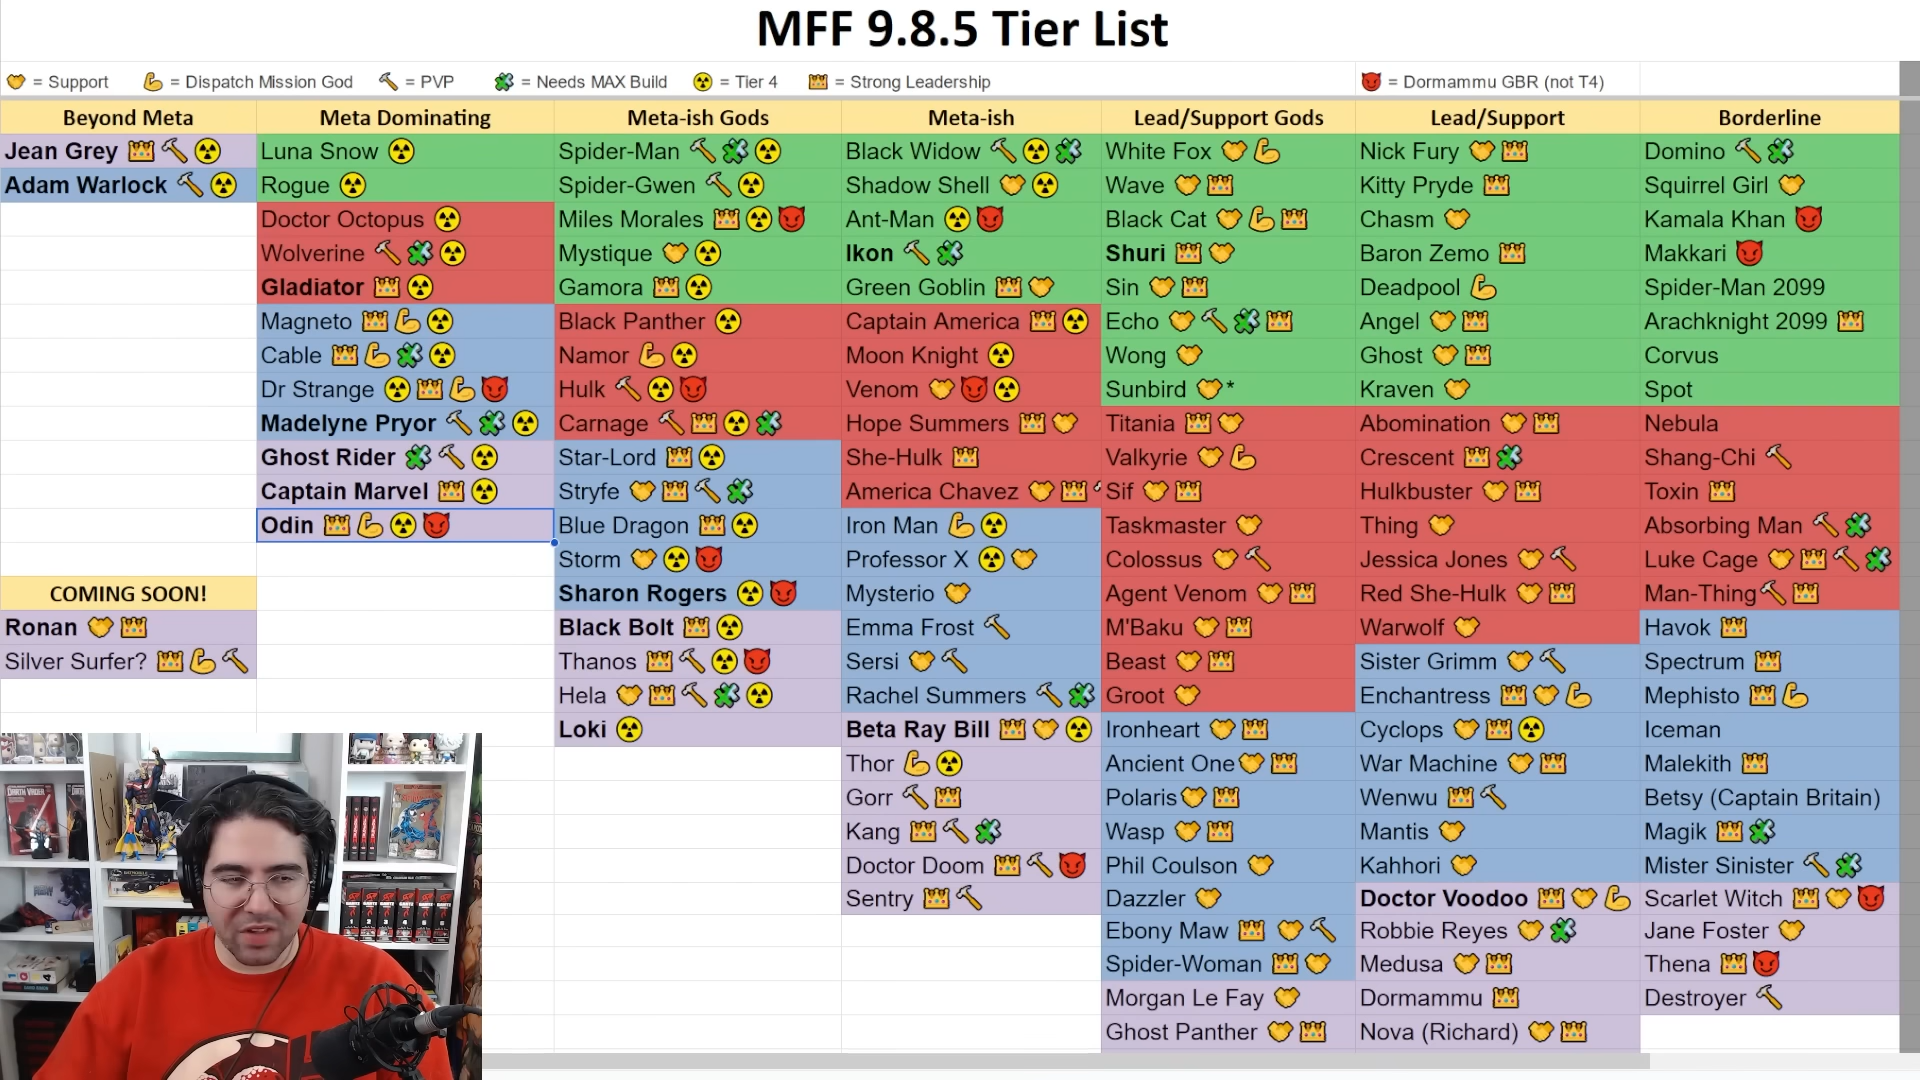 MFF 9.8.5 Tier List
= Support = Dispatch Mission God = PVP = Needs MAX Build = Tier 4 = Strong Leadership = Dormammu GBR (not T4)
Beyond Meta Meta Dominating Meta-ish Gods Meta-ish Lead/Support Gods Lead/Support Borderline
Jean Grey Luna Snow Spider-Man Black Widow White Fox Nick Fury Domino
Adam Warlock Rogue Spider-Gwen Shadow Shell Wave Kitty Pryde Squirrel Girl
Doctor Octopus Miles Morales Ant-Man Black Cat Chasm Kamala Khan
Wolverine Mystique Ikon Shuri Baron Zemo Makkari
Gladiator Gamora Green Goblin Sin Deadpool Spider-Man 2099
Magneto Black Panther Captain America Echo Angel Arachknight 2099
Cable Namor Moon Knight Wong Ghost Corvus
Dr Strange Hulk Venom Sunbird * Kraven Spot
Madelyne Pryor Carnage Hope Summers Titania Abomination Nebula
Ghost Rider Star-Lord She-Hulk Valkyrie Crescent Shang-Chi
Captain Marvel Stryfe America Chavez Sif Hulkbuster Toxin
Odin Blue Dragon Iron Man Taskmaster Thing Absorbing Man
Storm Professor X Colossus Jessica Jones Luke Cage
COMING SOON! Sharon Rogers Mysterio Agent Venom Red She-Hulk Man-Thing
Ronan Black Bolt Emma Frost M'Baku Warwolf Havok
Silver Surfer? Thanos Sersi Beast Sister Grimm Spectrum
Hela Rachel Summers Groot Enchantress Mephisto
Loki Beta Ray Bill Ironheart Cyclops Iceman
Thor Ancient One War Machine Malekith
Gorr Polaris Wenwu Betsy (Captain Britain)
Kang Wasp Mantis Magik
Doctor Doom Phil Coulson Kahhori Mister Sinister
Sentry Dazzler Doctor Voodoo Scarlet Witch
Ebony Maw Robbie Reyes Jane Foster
Spider-Woman Medusa Thena
Morgan Le Fay Dormammu Destroyer
Ghost Panther Nova (Richard)
DARTH VADER